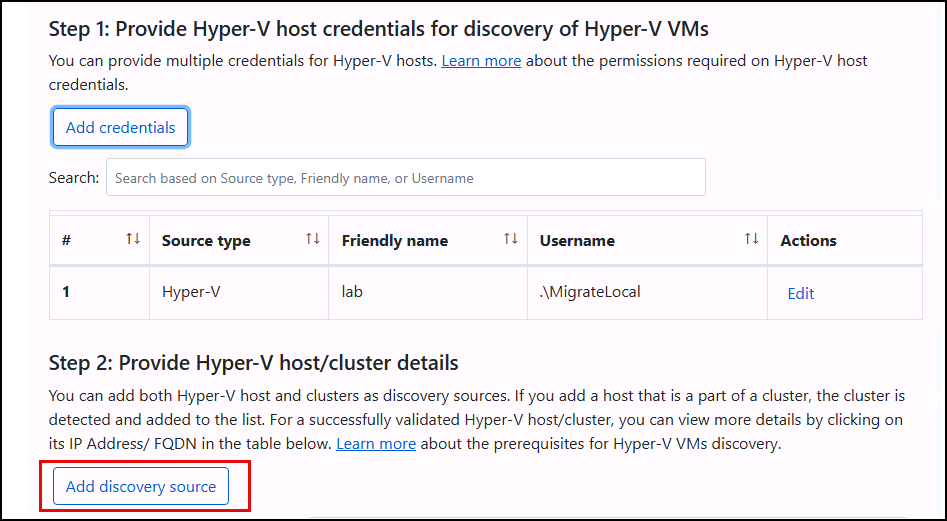 Step 1: Provide Hyper-V host credentials for discovery of Hyper-V VMs
You can provide multiple credentials for Hyper-V hosts. Learn more about the permissions required on Hyper-V host
credentials.
Add credentials
Search: Search based on Source type, Friendly name, or Username
# ↑↓ Source type ↑↓ Friendly name ↑↓ Username ↑↓ Actions
1 Hyper-V lab .\MigrateLocal Edit
Step 2: Provide Hyper-V host/cluster details
You can add both Hyper-V host and clusters as discovery sources. If you add a host that is a part of a cluster, the cluster is
detected and added to the list. For a successfully validated Hyper-V host/cluster, you can view more details by clicking on
its IP Address/ FQDN in the table below. Learn more about the prerequisites for Hyper-V VMs discovery.
Add discovery source